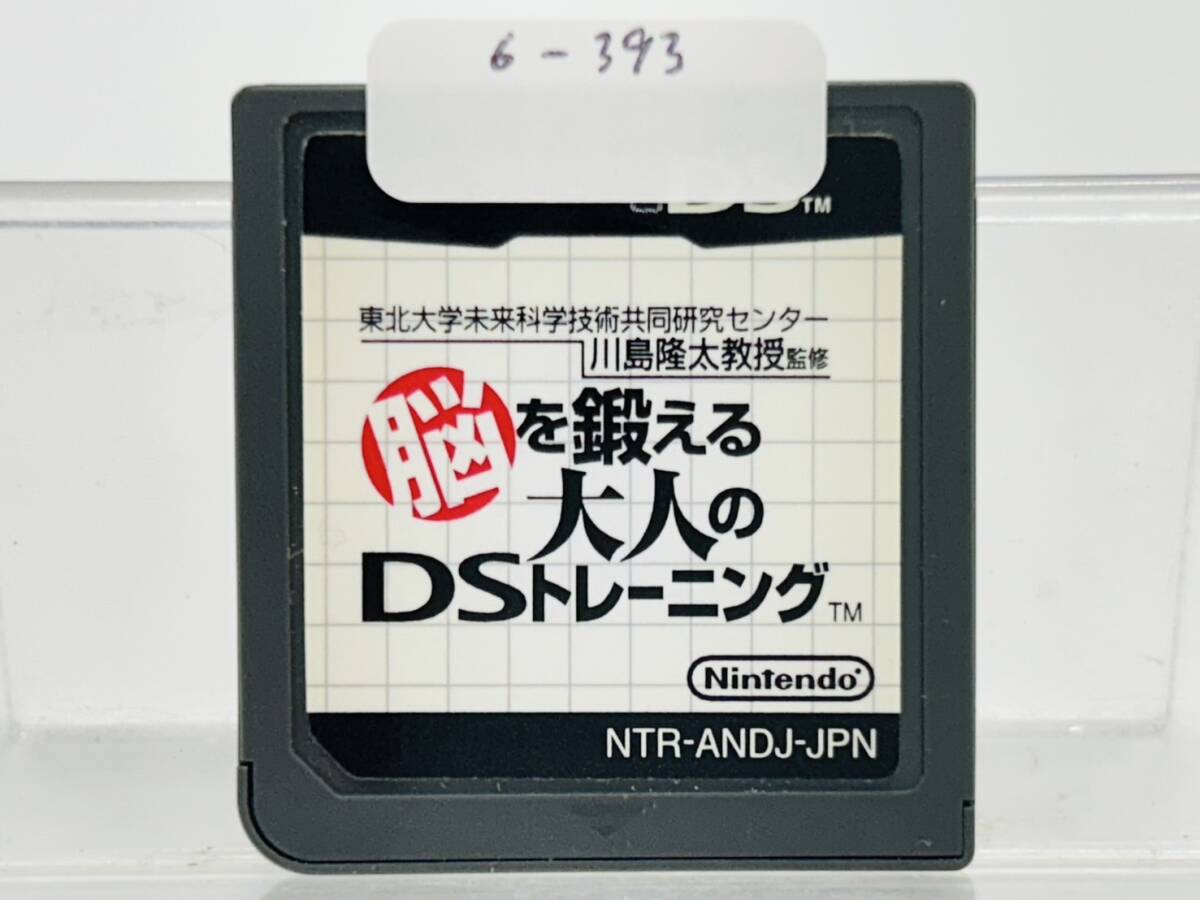 6-393
DS™
東北大学未来科学技術共同研究センター
川島隆太教授監修
脳を鍛える
大人の
DSトレーニング™
Nintendo
NTR-ANDJ-JPN